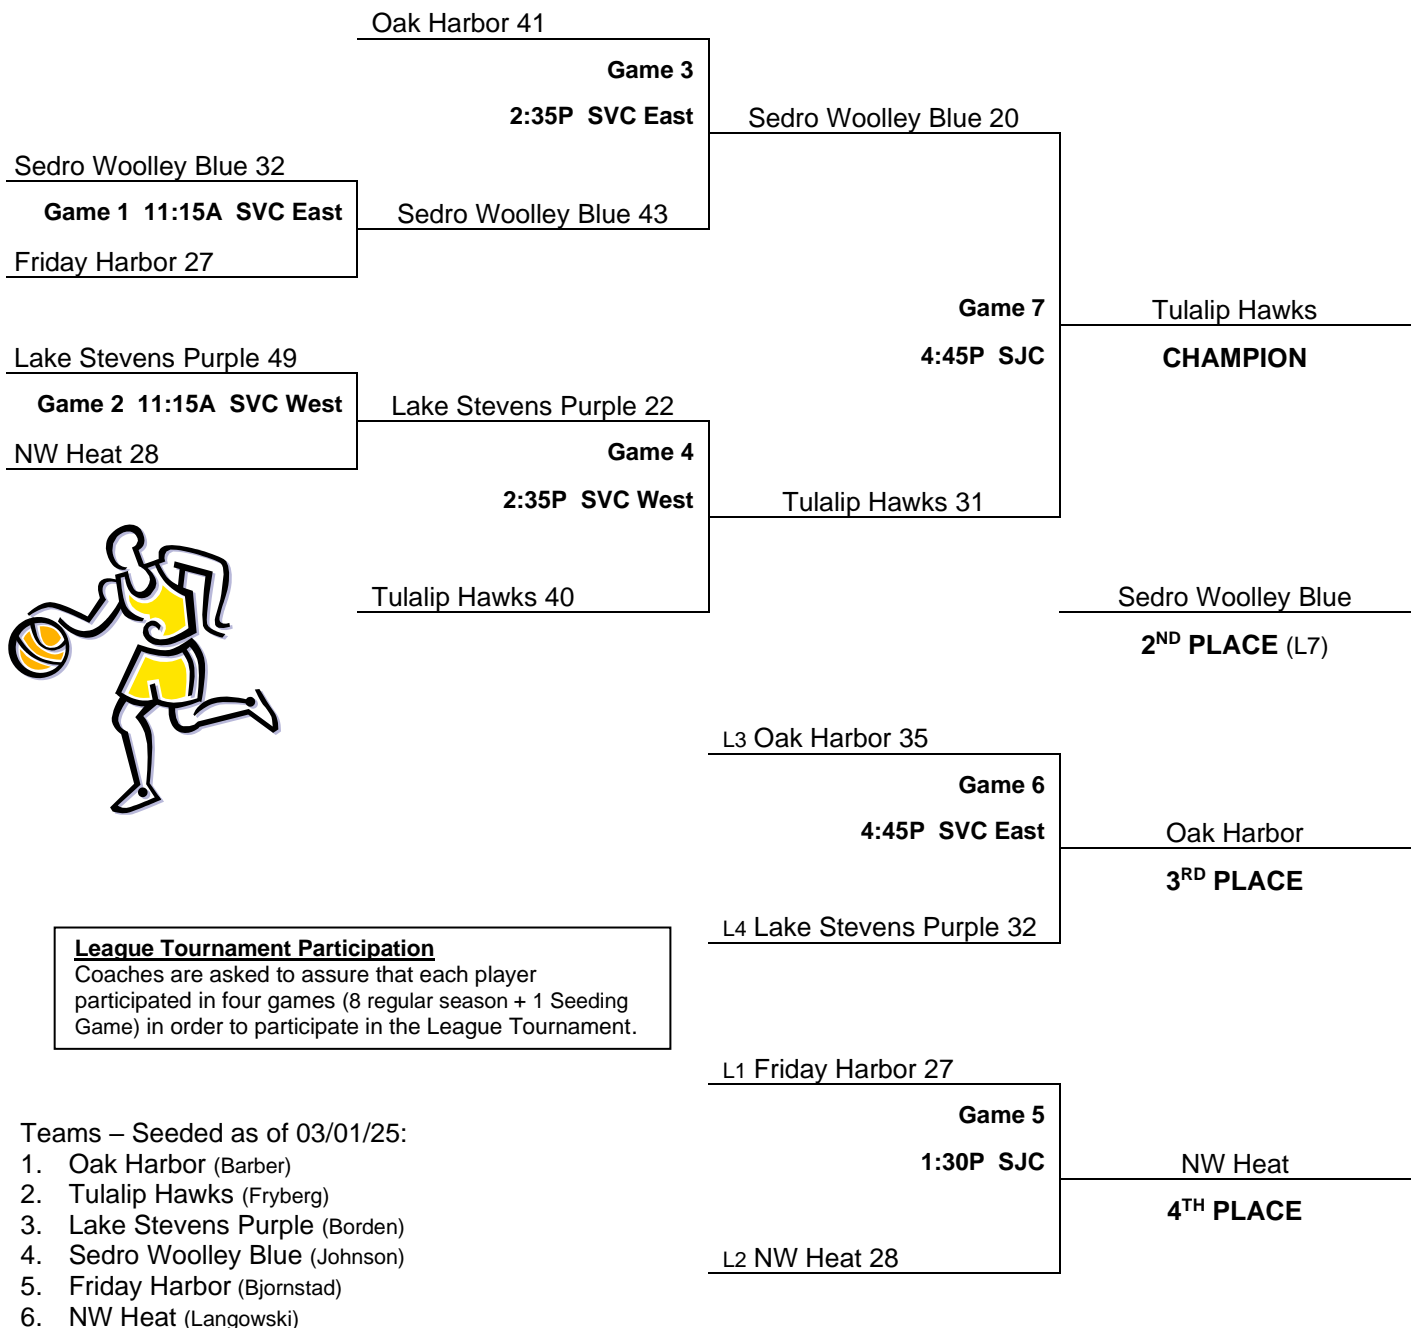 Oak Harbor 41
Game 3
2:35P SVC East
Sedro Woolley Blue 20
Sedro Woolley Blue 32
Game 1 11:15A SVC East
Sedro Woolley Blue 43
Friday Harbor 27
Game 7
Tulalip Hawks
4:45P SJC
CHAMPION
Lake Stevens Purple 49
Game 2 11:15A SVC West
Lake Stevens Purple 22
NW Heat 28
Game 4
2:35P SVC West
Tulalip Hawks 31
Tulalip Hawks 40
Sedro Woolley Blue
2ND PLACE (L7)
L3 Oak Harbor 35
Game 6
4:45P SVC East
Oak Harbor
3RD PLACE
L4 Lake Stevens Purple 32
League Tournament Participation
Coaches are asked to assure that each player
participated in four games (8 regular season + 1 Seeding
Game) in order to participate in the League Tournament.
L1 Friday Harbor 27
Game 5
1:30P SJC
NW Heat
4TH PLACE
L2 NW Heat 28
Teams – Seeded as of 03/01/25:
1. Oak Harbor (Barber)
2. Tulalip Hawks (Fryberg)
3. Lake Stevens Purple (Borden)
4. Sedro Woolley Blue (Johnson)
5. Friday Harbor (Bjornstad)
6. NW Heat (Langowski)